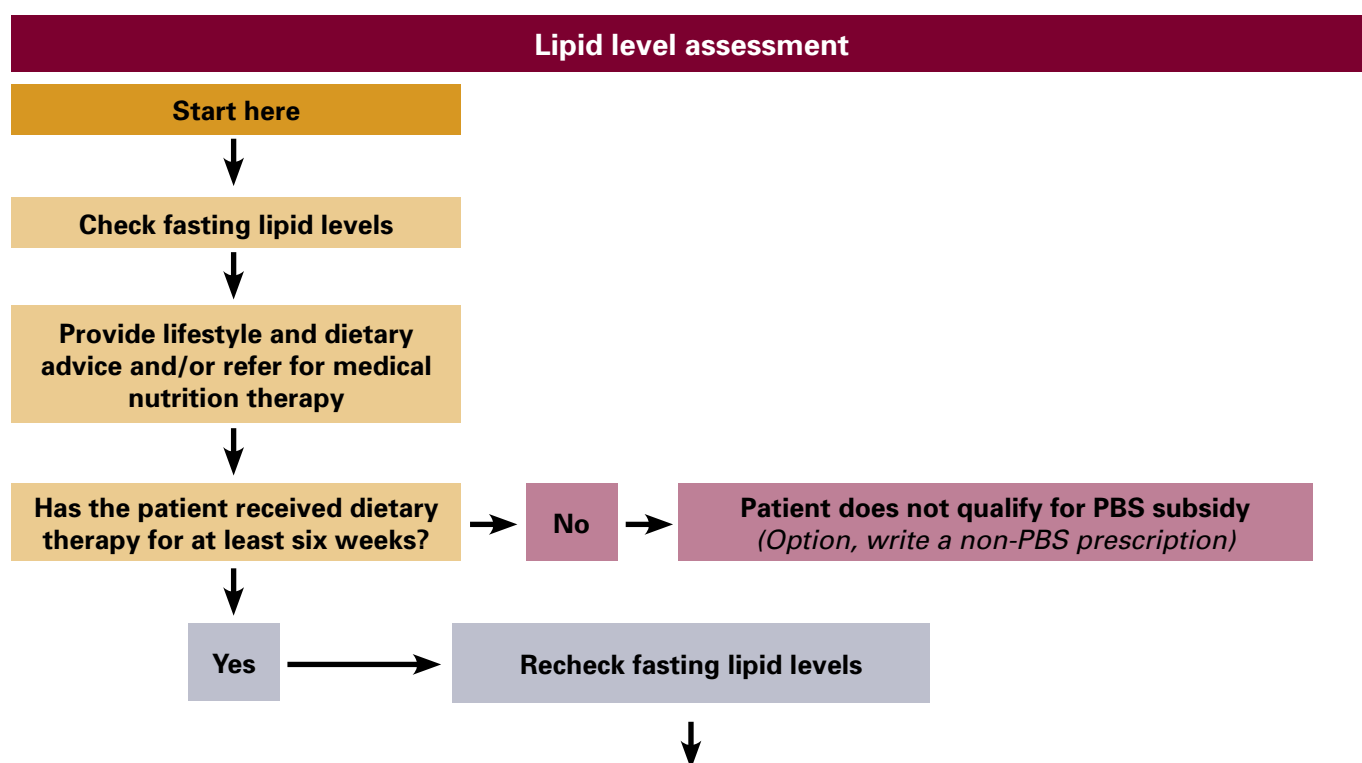 Lipid level assessment
Start here
Check fasting lipid levels
Provide lifestyle and dietary
advice and/or refer for medical
nutrition therapy
Has the patient received dietary
therapy for at least six weeks?
No
Patient does not qualify for PBS subsidy
(Option, write a non-PBS prescription)
Yes
Recheck fasting lipid levels